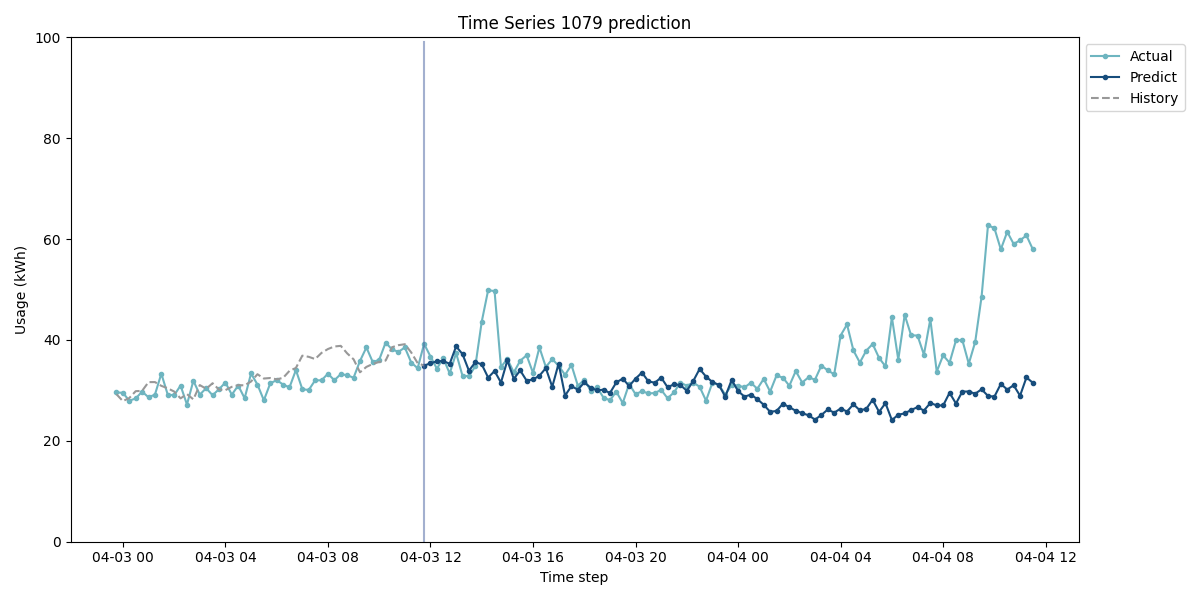 Time Series 1079 prediction
Usage (kWh)
100
80
60
40
20
0
04-03 00
04-03 04
04-03 08
04-03 12
04-03 16
04-03 20
04-04 00
04-04 04
04-04 08
04-04 12
Time step
Actual
Predict
History